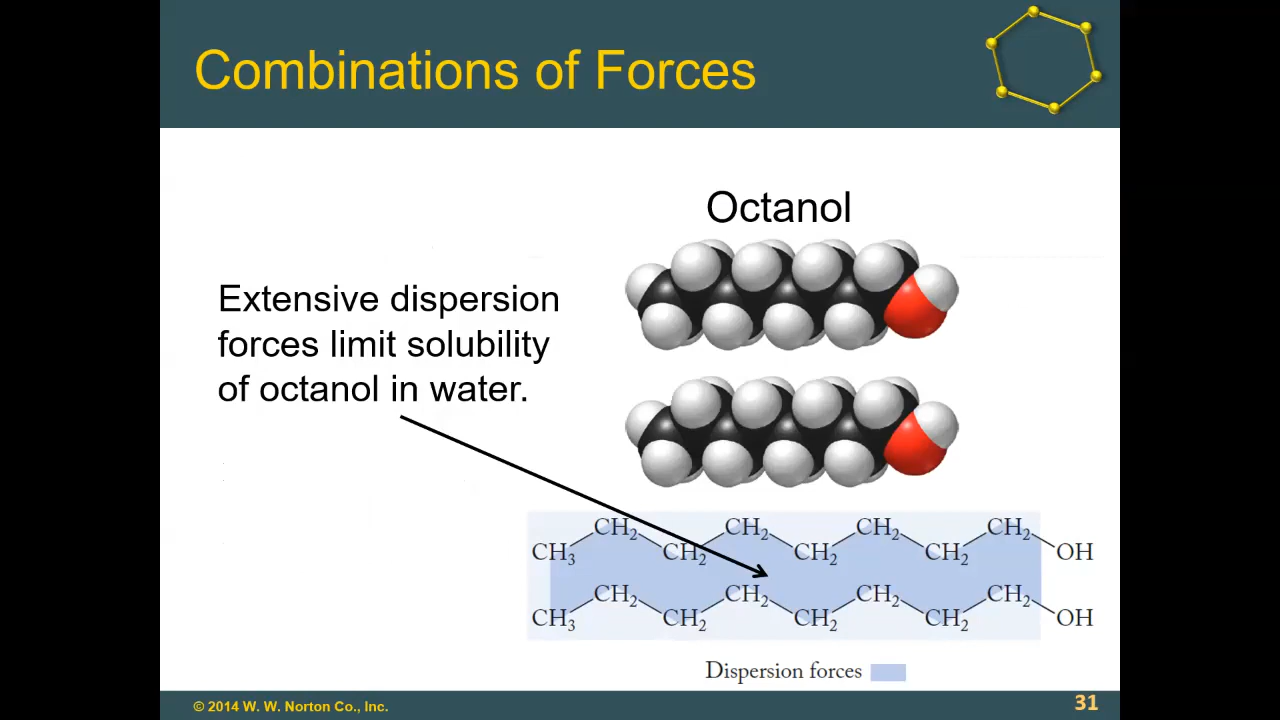 Combinations of Forces
Octanol
Extensive dispersion
forces limit solubility
of octanol in water.
CH₂ CH₂ CH₂ CH₂
CH₃ CH₂ CH₂ CH₂ OH
CH₂ CH₂ CH₂ CH₂
CH₃ CH₂ CH₂ CH₂ OH
Dispersion forces
© 2014 W. W. Norton Co., Inc.
31